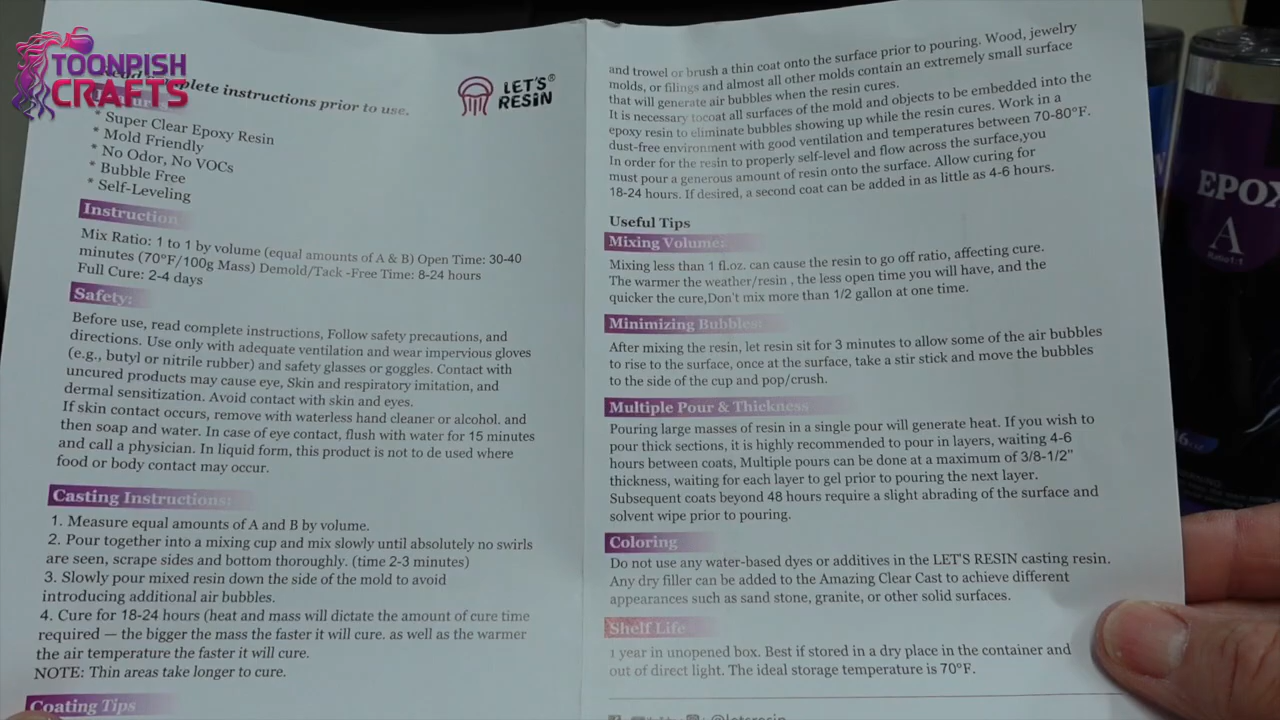 TOONPISH
CRAFTS
complete instructions prior to use.
LET'S®
RESIN
* Super Clear Epoxy Resin
* Mold Friendly
* No Odor, No VOCs
* Bubble Free
* Self-Leveling
Instruction
Mix Ratio: 1 to 1 by volume (equal amounts of A & B) Open Time: 30-40
minutes (70°F/100g Mass) Demold/Tack -Free Time: 8-24 hours
Full Cure: 2-4 days
Safety:
Before use, read complete instructions, Follow safety precautions, and
directions. Use only with adequate ventilation and wear impervious gloves
(e.g., butyl or nitrile rubber) and safety glasses or goggles. Contact with
uncured products may cause eye, Skin and respiratory imitation, and
dermal sensitization. Avoid contact with skin and eyes.
If skin contact occurs, remove with waterless hand cleaner or alcohol. and
then soap and water. In case of eye contact, flush with water for 15 minutes
and call a physician. In liquid form, this product is not to de used where
food or body contact may occur.
Casting Instructions:
1. Measure equal amounts of A and B by volume.
2. Pour together into a mixing cup and mix slowly until absolutely no swirls
are seen, scrape sides and bottom thoroughly. (time 2-3 minutes)
3. Slowly pour mixed resin down the side of the mold to avoid
introducing additional air bubbles.
4. Cure for 18-24 hours (heat and mass will dictate the amount of cure time
required — the bigger the mass the faster it will cure. as well as the warmer
the air temperature the faster it will cure.
NOTE: Thin areas take longer to cure.
Coating Tips
and trowel or brush a thin coat onto the surface prior to pouring. Wood, jewelry
molds, or filings and almost all other molds contain an extremely small surface
that will generate air bubbles when the resin cures.
It is necessary tocoat all surfaces of the mold and objects to be embedded into the
epoxy resin to eliminate bubbles showing up while the resin cures. Work in a
dust-free environment with good ventilation and temperatures between 70-80°F.
In order for the resin to properly self-level and flow across the surface,you
must pour a generous amount of resin onto the surface. Allow curing for
18-24 hours. If desired, a second coat can be added in as little as 4-6 hours.
Useful Tips
Mixing Volume:
Mixing less than 1 fl.oz. can cause the resin to go off ratio, affecting cure.
The warmer the weather/resin , the less open time you will have, and the
quicker the cure,Don't mix more than 1/2 gallon at one time.
Minimizing Bubbles:
After mixing the resin, let resin sit for 3 minutes to allow some of the air bubbles
to rise to the surface, once at the surface, take a stir stick and move the bubbles
to the side of the cup and pop/crush.
Multiple Pour & Thickness
Pouring large masses of resin in a single pour will generate heat. If you wish to
pour thick sections, it is highly recommended to pour in layers, waiting 4-6
hours between coats, Multiple pours can be done at a maximum of 3/8-1/2"
thickness, waiting for each layer to gel prior to pouring the next layer.
Subsequent coats beyond 48 hours require a slight abrading of the surface and
solvent wipe prior to pouring.
Coloring
Do not use any water-based dyes or additives in the LET'S RESIN casting resin.
Any dry filler can be added to the Amazing Clear Cast to achieve different
appearances such as sand stone, granite, or other solid surfaces.
Shelf Life
1 year in unopened box. Best if stored in a dry place in the container and
out of direct light. The ideal storage temperature is 70°F.
@letsresin
EPOX
A
Ratio1:1